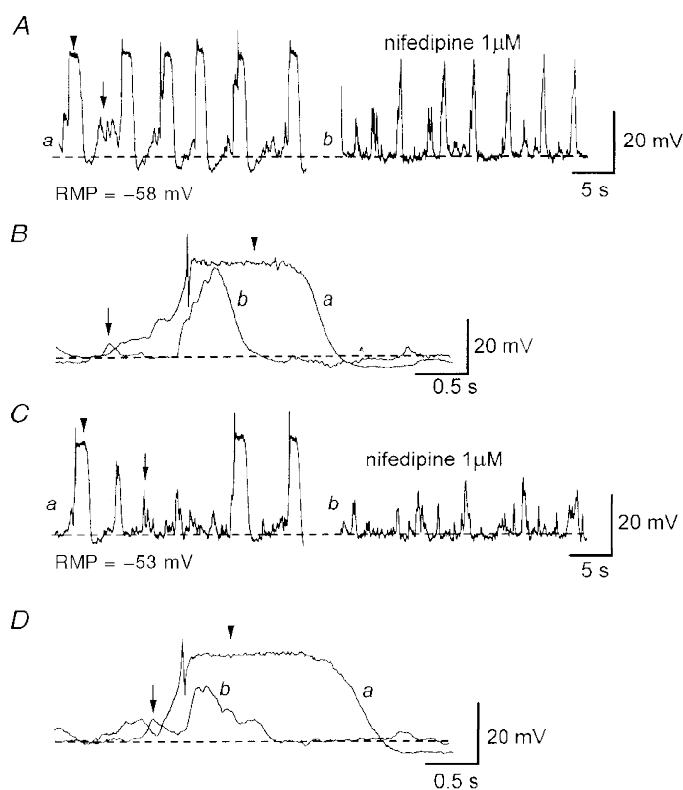 A
nifedipine 1µM
a
b
20 mV
5 s
RMP = −58 mV
B
b
a
20 mV
0.5 s
C
nifedipine 1µM
a
b
20 mV
5 s
RMP = −53 mV
D
b
a
20 mV
0.5 s